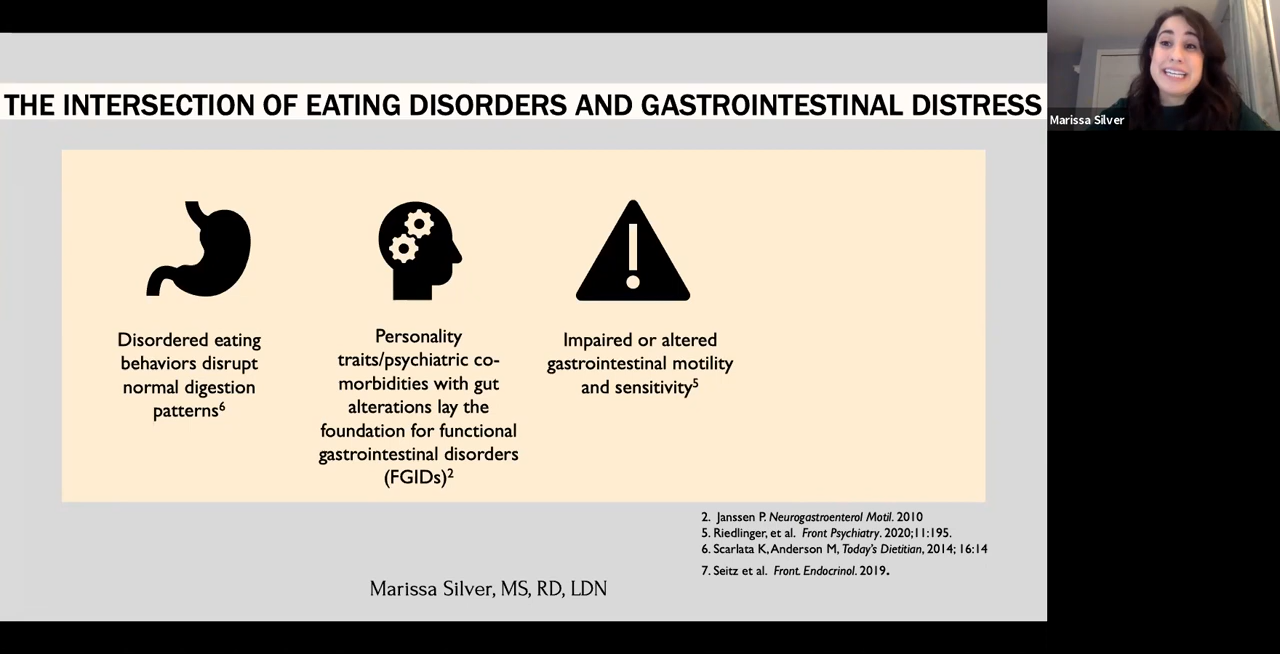 THE INTERSECTION OF EATING DISORDERS AND GASTROINTESTINAL DISTRESS
Marissa Silver
Disordered eating
behaviors disrupt
normal digestion
patterns⁶
Personality
traits/psychiatric co-
morbidities with gut
alterations lay the
foundation for functional
gastrointestinal disorders
(FGIDs)²
Impaired or altered
gastrointestinal motility
and sensitivity⁵
2. Janssen P. Neurogastroenterol Motil. 2010
5. Riedlinger, et al. Front Psychiatry. 2020;11:195.
6. Scarlata K, Anderson M, Today's Dietitian, 2014; 16:14
7. Seitz et al. Front. Endocrinol. 2019.
Marissa Silver, MS, RD, LDN